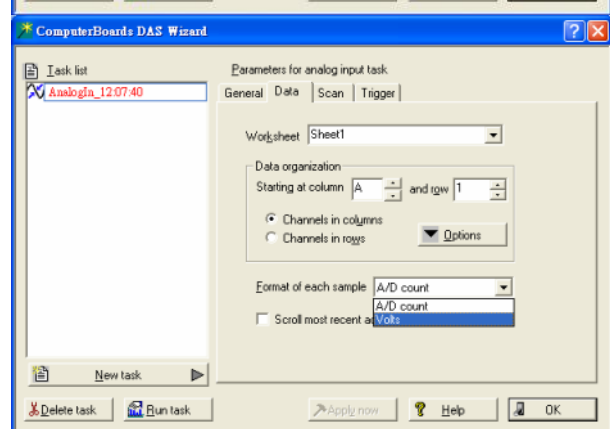 ComputerBoards DAS Wizard
Task list
AnalogIn_12:07:40
New task
Delete task
Run task
Parameters for analog input task
General
Data
Scan
Trigger
Worksheet
Sheet1
Data organization
Starting at column
A
and row
1
Channels in columns
Channels in rows
Options
Format of each sample
A/D count
A/D count
Volts
Scroll most recent
Apply now
Help
OK